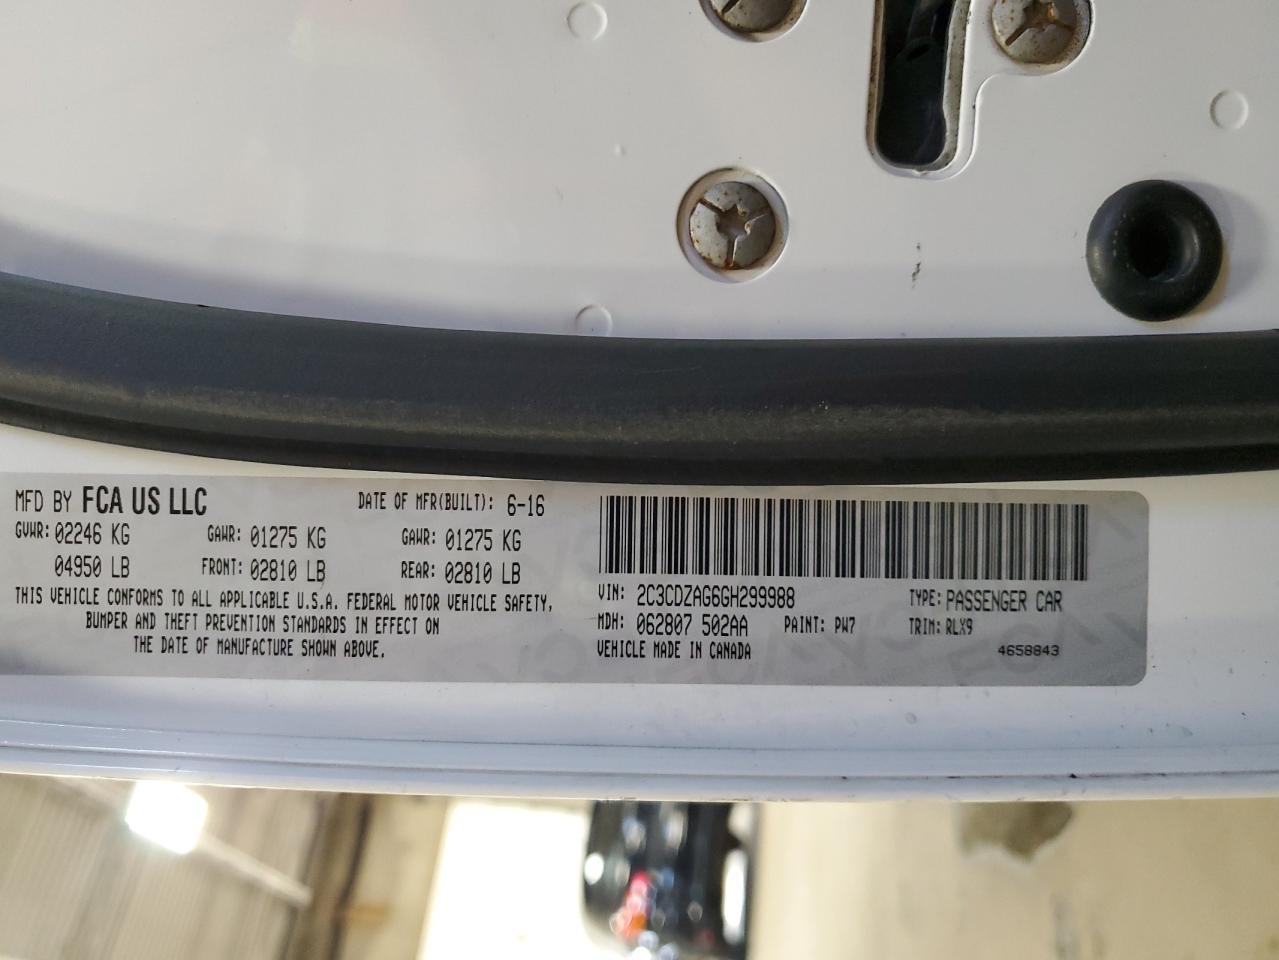 MFD BY FCA US LLC DATE OF MFR(BUILT): 6-16
GVWR: 02246 KG GAWR: 01275 KG GAWR: 01275 KG
04950 LB FRONT: 02810 LB REAR: 02810 LB
THIS VEHICLE CONFORMS TO ALL APPLICABLE U.S.A. FEDERAL MOTOR VEHICLE SAFETY,
BUMPER AND THEFT PREVENTION STANDARDS IN EFFECT ON
THE DATE OF MANUFACTURE SHOWN ABOVE.
VIN: 2C3CDZAG6GH299988 TYPE: PASSENGER CAR
MDH: 062807 502AA PAINT: PW7 TRIM: RLX9
VEHICLE MADE IN CANADA 4658843